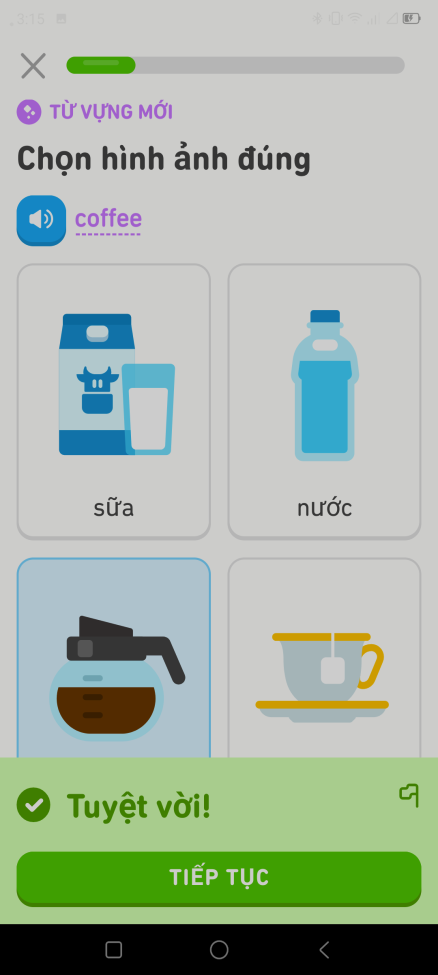 3:15
TỪ VỰNG MỚI
Chọn hình ảnh đúng
coffee
sữa
nước
Tuyệt vời!
TIẾP TỤC